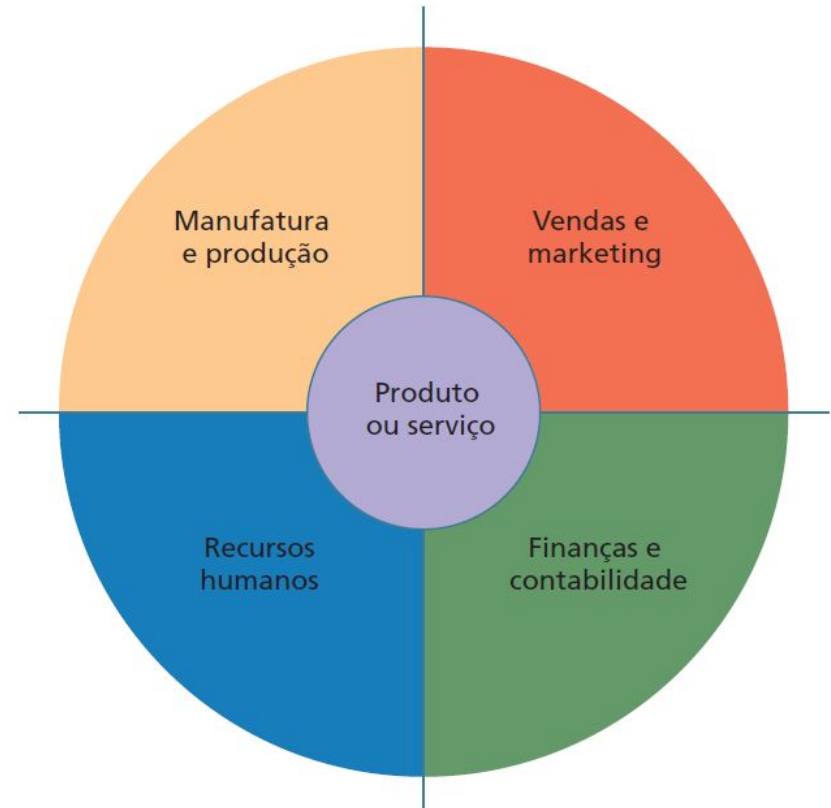 Manufatura
e produção
Vendas e
marketing
Produto
ou serviço
Recursos
humanos
Finanças e
contabilidade